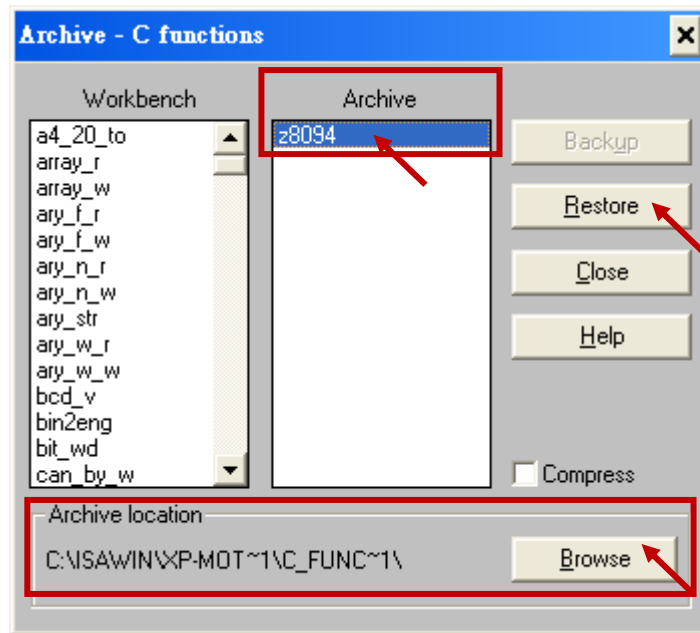 Archive - C functions
Workbench
Archive
a4_20_to
array_r
array_w
ary_f_r
ary_f_w
ary_n_r
ary_n_w
ary_str
ary_w_r
ary_w_w
bcd_v
bin2eng
bit_wd
can_by_w
z8094
Backup
Restore
Close
Help
Compress
Archive location
C:\ISAWIN\XP-MOT~1\C_FUNC~1\
Browse